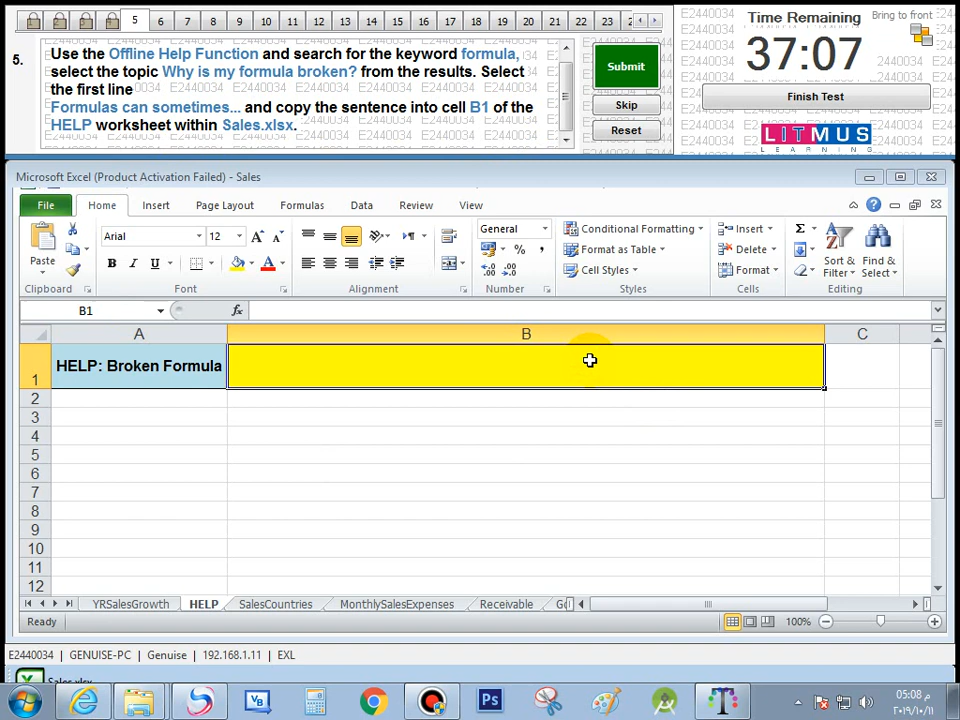 5 6 7 8 9 10 11 12 13 14 15 16 17 18 19 20 21 22 23
5.
Use the Offline Help Function and search for the keyword formula,
select the topic Why is my formula broken? from the results. Select
the first line
Formulas can sometimes... and copy the sentence into cell B1 of the
HELP worksheet within Sales.xlsx.
Submit
Skip
Reset
Time Remaining
Bring to front
37:07
Finish Test
LITMUS
LEARNING
Microsoft Excel (Product Activation Failed) - Sales
File Home Insert Page Layout Formulas Data Review View
Paste
Arial 12
General
Conditional Formatting
Format as Table
Cell Styles
Insert
Delete
Format
Sort & Filter
Find & Select
Clipboard Font Alignment Number Styles Cells Editing
B1 fx
A B C
1 HELP: Broken Formula
2
3
4
5
6
7
8
9
10
11
12
YRSalesGrowth HELP SalesCountries MonthlySalesExpenses Receivable
Ready 100%
E2440034 GENUISE-PC Genuise 192.168.1.11 EXL
Sales.xlsx
05:08 م
٢٠١٩/١٠/١١